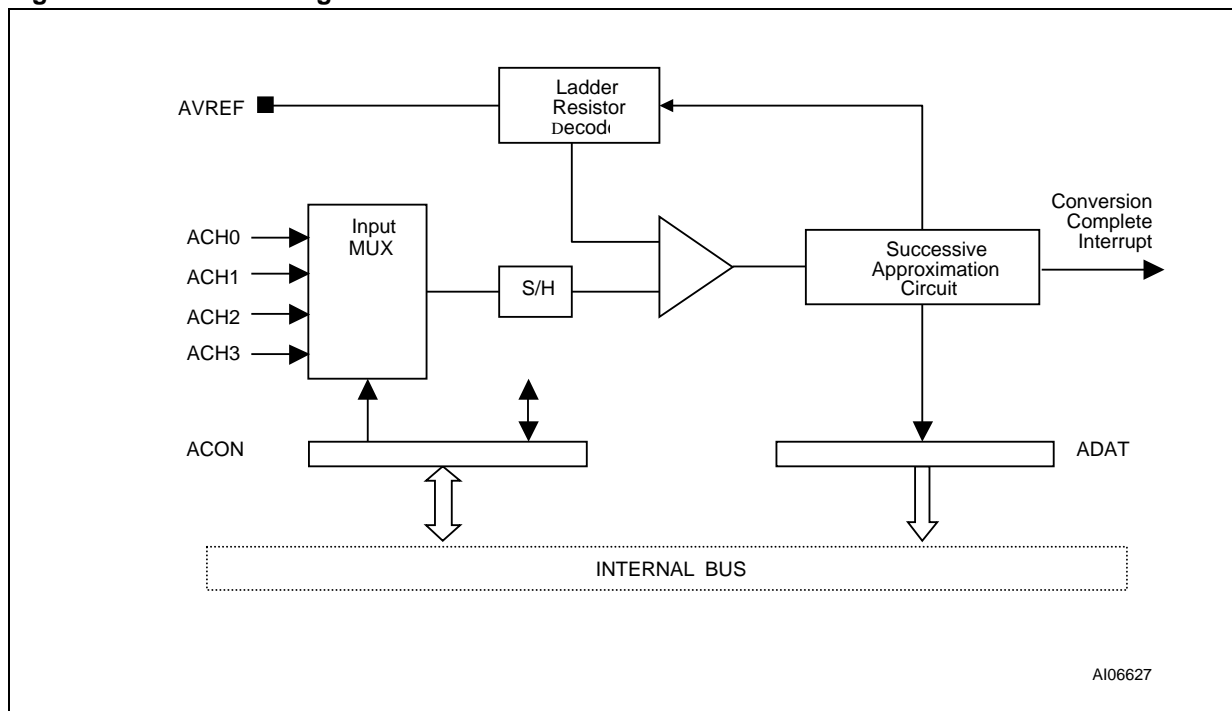 AVREF
Ladder
Resistor
Decode
ACH0
ACH1
ACH2
ACH3
Input
MUX
S/H
Successive
Approximation
Circuit
Conversion
Complete
Interrupt
ACON
ADAT
INTERNAL BUS
AI06627